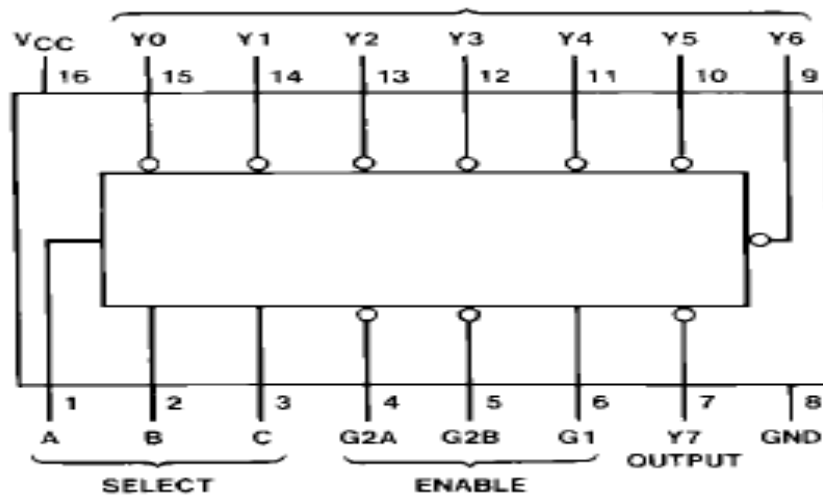 VCC Y0 Y1 Y2 Y3 Y4 Y5 Y6
16 15 14 13 12 11 10 9
1 2 3 4 5 6 7 8
A B C G2A G2B G1 Y7 GND
OUTPUT
SELECT ENABLE